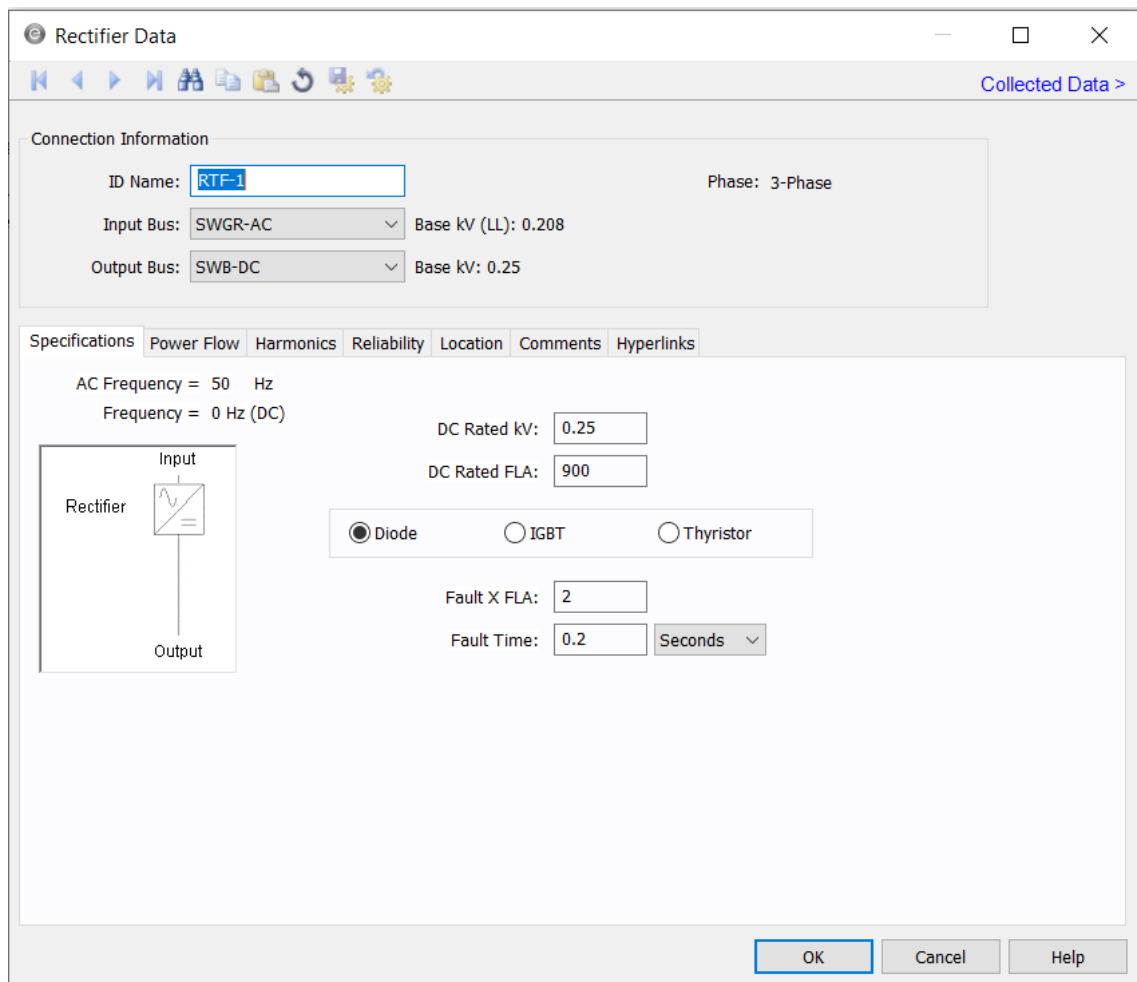 Rectifier Data
Collected Data >
Connection Information
ID Name: RTF-1 Phase: 3-Phase
Input Bus: SWGR-AC Base kV (LL): 0.208
Output Bus: SWB-DC Base kV: 0.25
Specifications Power Flow Harmonics Reliability Location Comments Hyperlinks
AC Frequency = 50 Hz
Frequency = 0 Hz (DC)
DC Rated kV: 0.25
DC Rated FLA: 900
Input
Rectifier
Output
Diode IGBT Thyristor
Fault X FLA: 2
Fault Time: 0.2 Seconds
OK Cancel Help